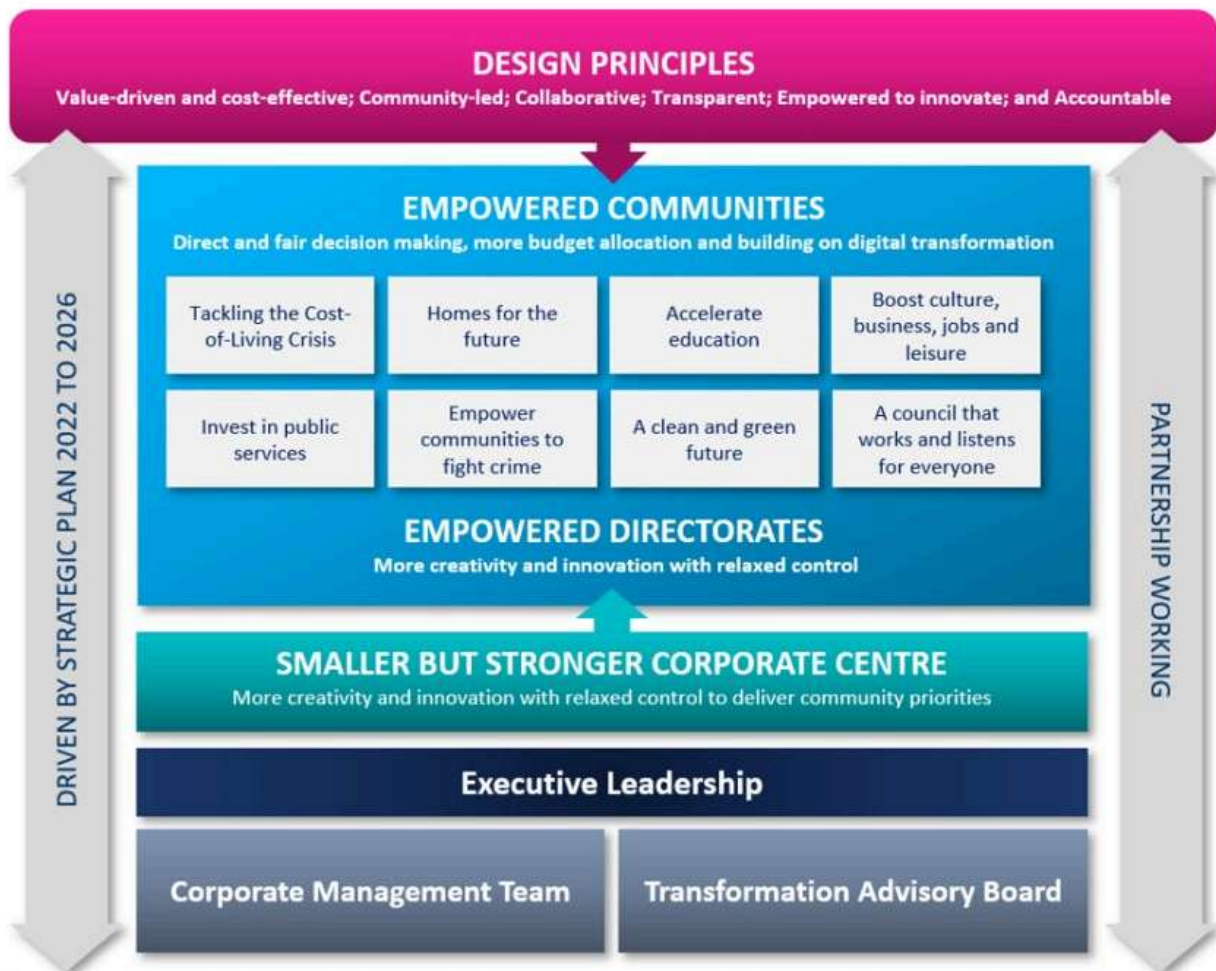 DESIGN PRINCIPLES
Value-driven and cost-effective; Community-led; Collaborative; Transparent; Empowered to innovate; and Accountable
DRIVEN BY STRATEGIC PLAN 2022 TO 2026
EMPOWERED COMMUNITIES
Direct and fair decision making, more budget allocation and building on digital transformation
Tackling the Cost-
of-Living Crisis
Homes for the
future
Accelerate
education
Boost culture,
business, jobs and
leisure
Invest in public
services
Empower
communities to
fight crime
A clean and green
future
A council that
works and listens
for everyone
EMPOWERED DIRECTORATES
More creativity and innovation with relaxed control
SMALLER BUT STRONGER CORPORATE CENTRE
More creativity and innovation with relaxed control to deliver community priorities
Executive Leadership
Corporate Management Team
Transformation Advisory Board
PARTNERSHIP WORKING